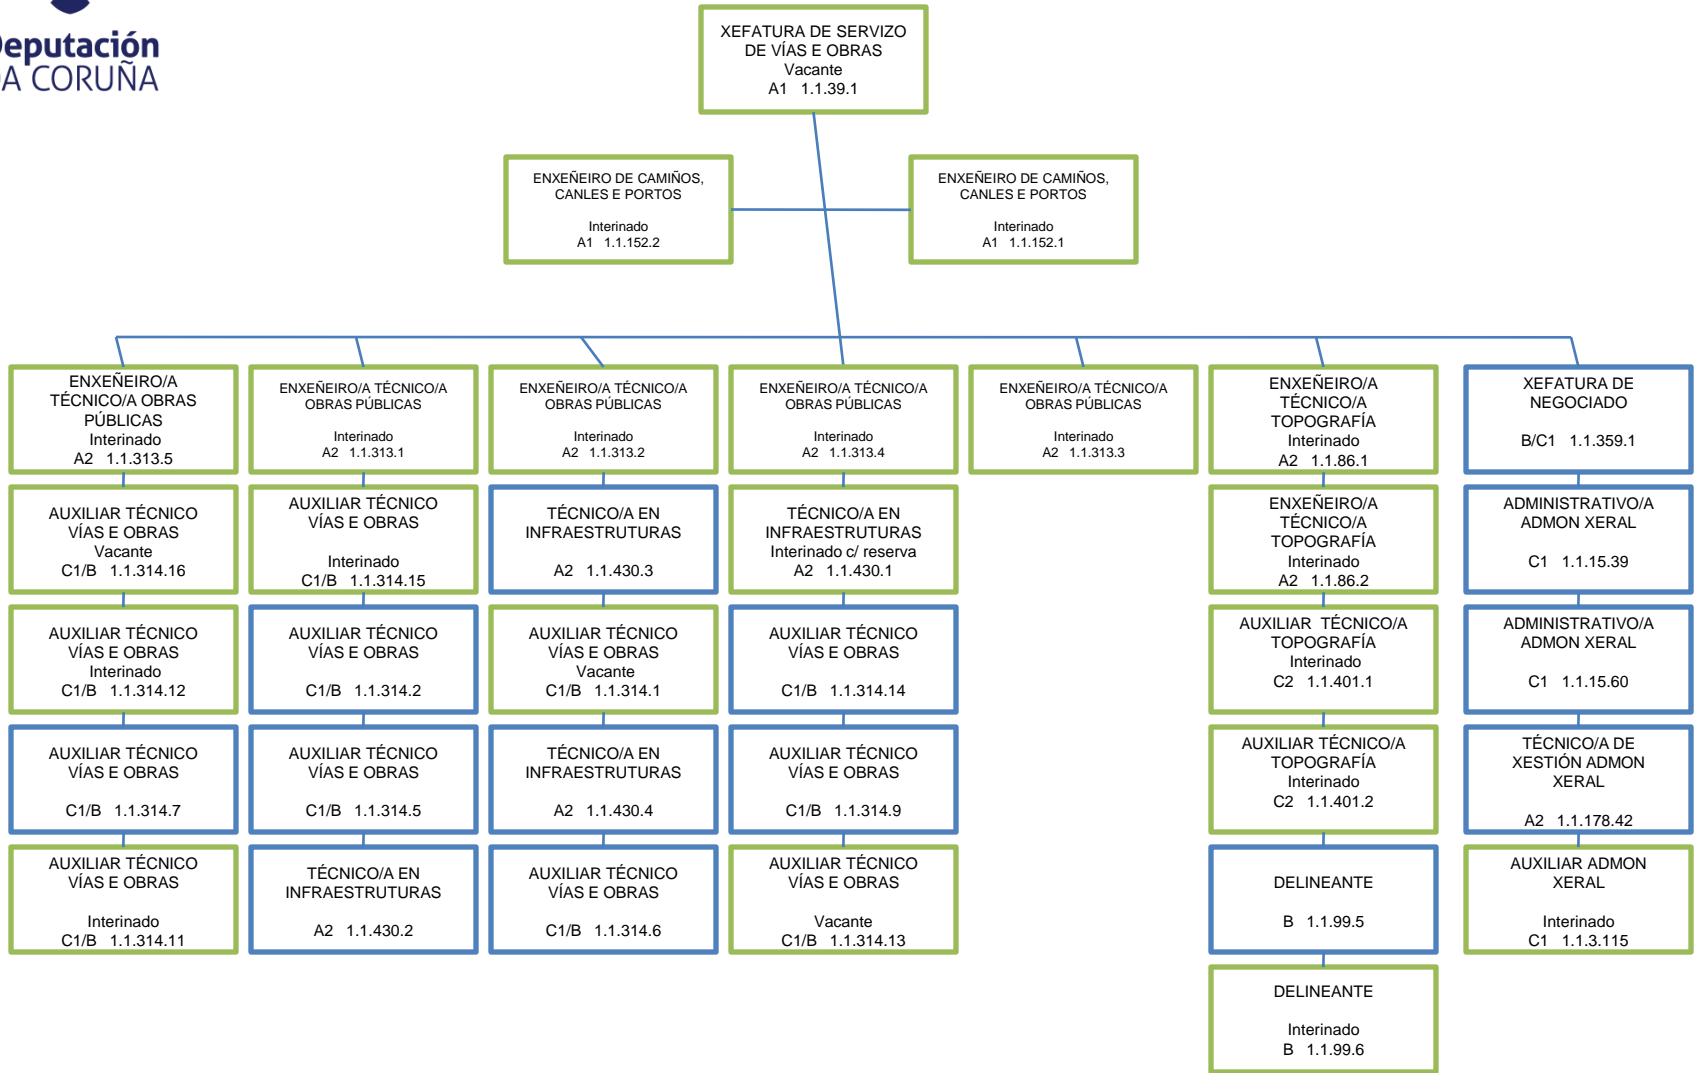 Deputación
DA CORUÑA
XEFATURA DE SERVIZO
DE VÍAS E OBRAS
Vacante
A1 1.1.39.1
ENXEÑEIRO DE CAMIÑOS,
CANLES E PORTOS
Interinado
A1 1.1.152.2
ENXEÑEIRO DE CAMIÑOS,
CANLES E PORTOS
Interinado
A1 1.1.152.1
ENXEÑEIRO/A
TÉCNICO/A OBRAS
PÚBLICAS
Interinado
A2 1.1.313.5
ENXEÑEIRO/A TÉCNICO/A
OBRAS PÚBLICAS
Interinado
A2 1.1.313.1
ENXEÑEIRO/A TÉCNICO/A
OBRAS PÚBLICAS
Interinado
A2 1.1.313.2
ENXEÑEIRO/A TÉCNICO/A
OBRAS PÚBLICAS
Interinado
A2 1.1.313.4
ENXEÑEIRO/A TÉCNICO/A
OBRAS PÚBLICAS
Interinado
A2 1.1.313.3
ENXEÑEIRO/A
TÉCNICO/A
TOPOGRAFÍA
Interinado
A2 1.1.86.1
XEFATURA DE
NEGOCIADO
B/C1 1.1.359.1
AUXILIAR TÉCNICO
VÍAS E OBRAS
Vacante
C1/B 1.1.314.16
AUXILIAR TÉCNICO
VÍAS E OBRAS
Interinado
C1/B 1.1.314.15
TÉCNICO/A EN
INFRAESTRUTURAS
A2 1.1.430.3
TÉCNICO/A EN
INFRAESTRUTURAS
Interinado c/ reserva
A2 1.1.430.1
ENXEÑEIRO/A
TÉCNICO/A
TOPOGRAFÍA
Interinado
A2 1.1.86.2
ADMINISTRATIVO/A
ADMON XERAL
C1 1.1.15.39
AUXILIAR TÉCNICO
VÍAS E OBRAS
Interinado
C1/B 1.1.314.12
AUXILIAR TÉCNICO
VÍAS E OBRAS
C1/B 1.1.314.2
AUXILIAR TÉCNICO
VÍAS E OBRAS
Vacante
C1/B 1.1.314.1
AUXILIAR TÉCNICO
VÍAS E OBRAS
C1/B 1.1.314.14
AUXILIAR TÉCNICO/A
TOPOGRAFÍA
Interinado
C2 1.1.401.1
ADMINISTRATIVO/A
ADMON XERAL
C1 1.1.15.60
AUXILIAR TÉCNICO
VÍAS E OBRAS
C1/B 1.1.314.7
AUXILIAR TÉCNICO
VÍAS E OBRAS
C1/B 1.1.314.5
TÉCNICO/A EN
INFRAESTRUTURAS
A2 1.1.430.4
AUXILIAR TÉCNICO
VÍAS E OBRAS
C1/B 1.1.314.9
AUXILIAR TÉCNICO/A
TOPOGRAFÍA
Interinado
C2 1.1.401.2
TÉCNICO/A DE
XESTIÓN ADMON
XERAL
A2 1.1.178.42
AUXILIAR TÉCNICO
VÍAS E OBRAS
Interinado
C1/B 1.1.314.11
TÉCNICO/A EN
INFRAESTRUTURAS
A2 1.1.430.2
AUXILIAR TÉCNICO
VÍAS E OBRAS
C1/B 1.1.314.6
AUXILIAR TÉCNICO
VÍAS E OBRAS
Vacante
C1/B 1.1.314.13
DELINEANTE
B 1.1.99.5
AUXILIAR ADMON
XERAL
Interinado
C1 1.1.3.115
DELINEANTE
Interinado
B 1.1.99.6